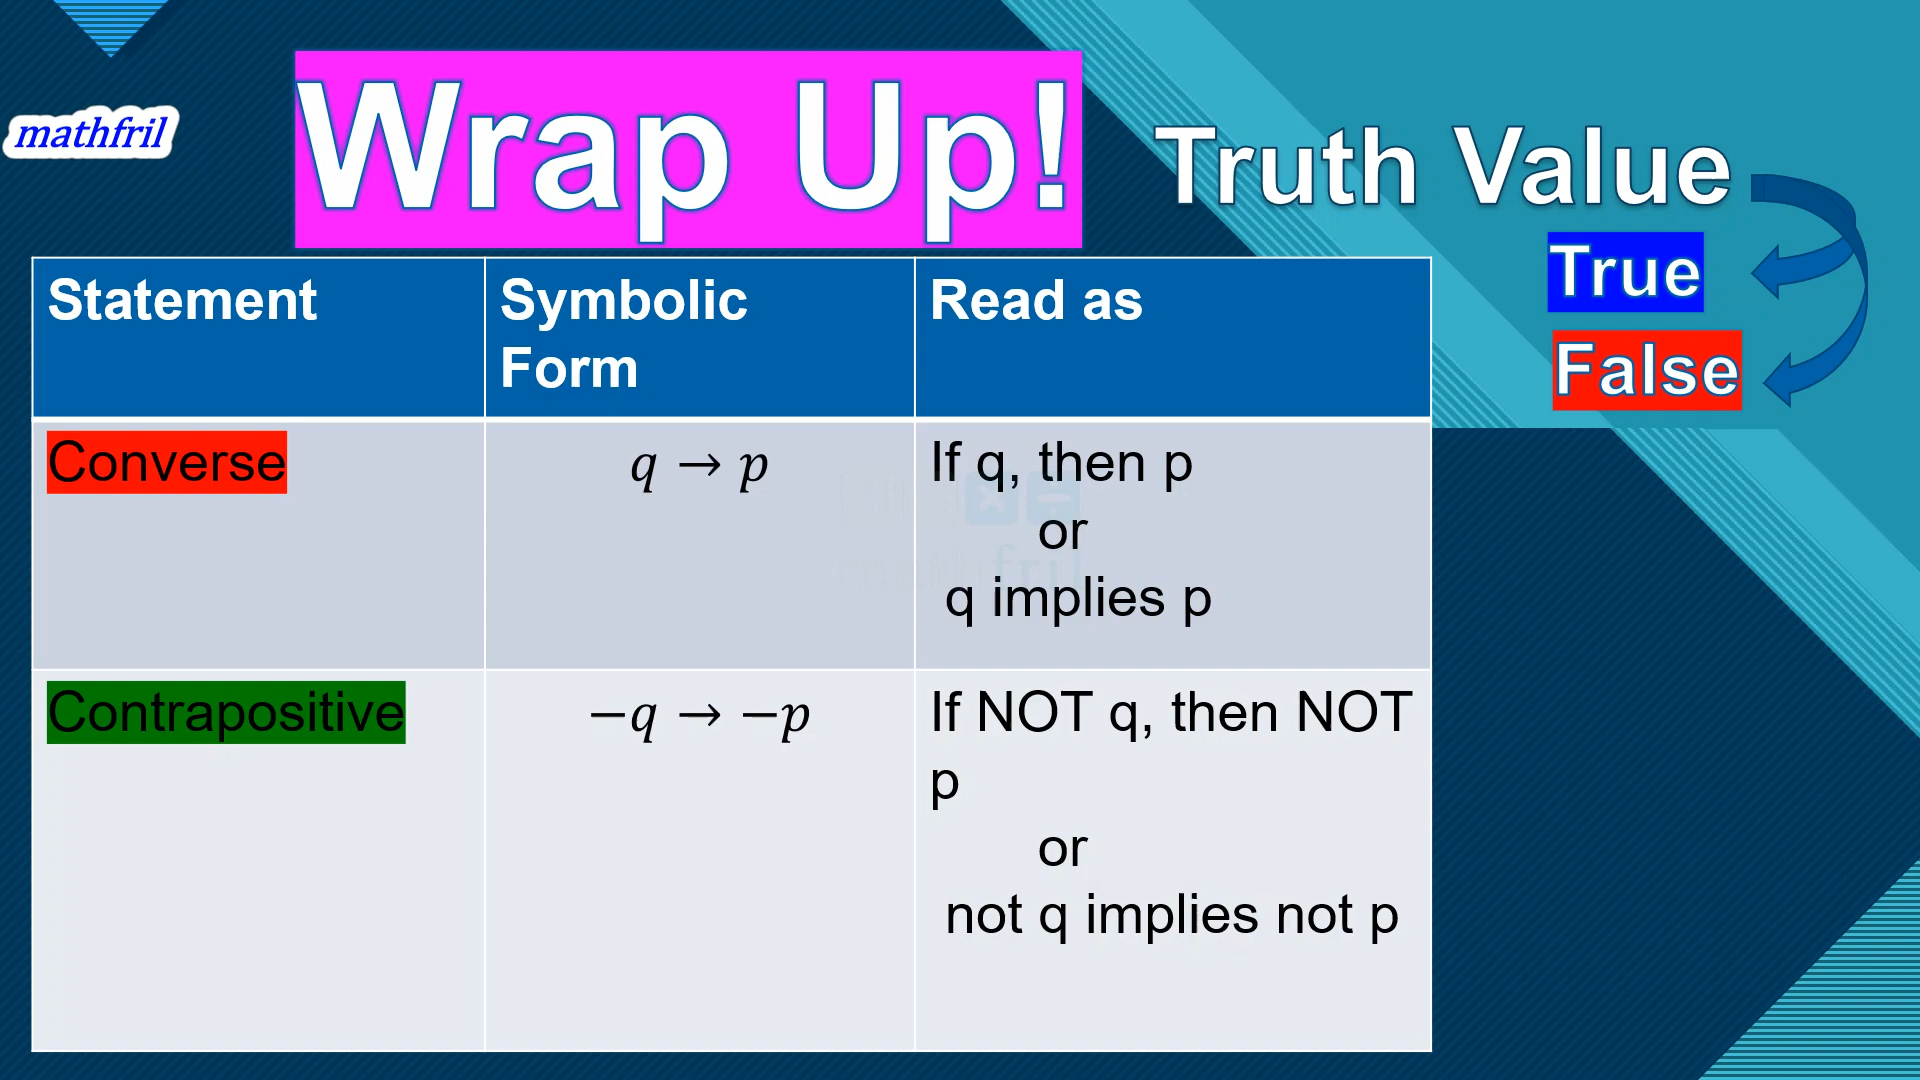 mathfril
Wrap Up!
Truth Value
True
False
Statement
Symbolic
Form
Read as
Converse
q → p
If q, then p
or
q implies p
Contrapositive
−q → −p
If NOT q, then NOT
p
or
not q implies not p